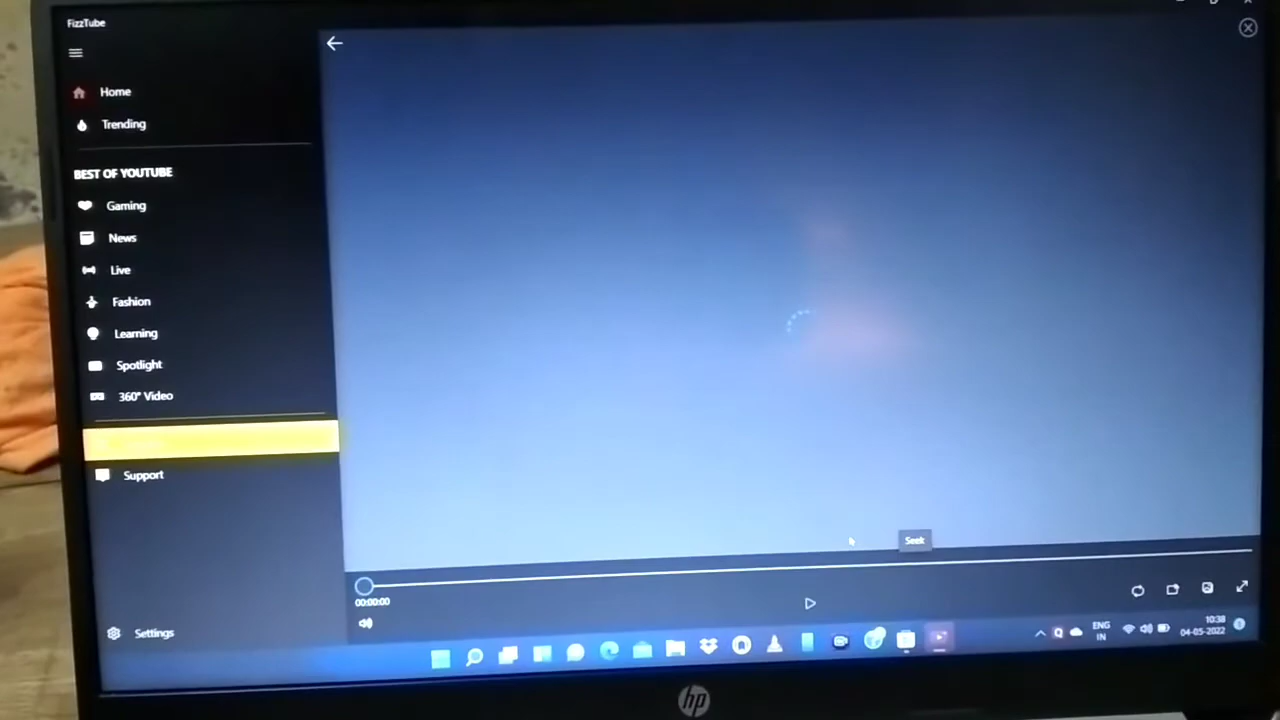 FizzTube
Home
Trending
BEST OF YOUTUBE
Gaming
News
Live
Fashion
Learning
Spotlight
360° Video
Support
Settings
Seek
00:00:00
ENG
IN
10:38
04-05-2022
hp